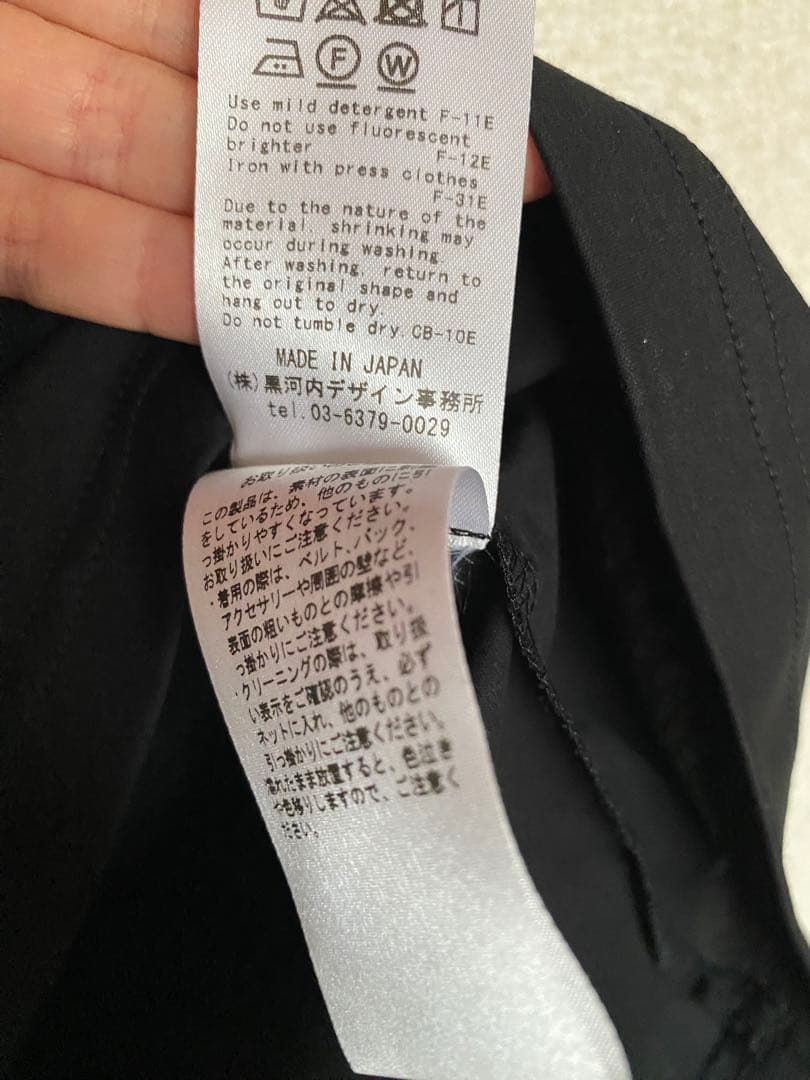 F
W
Use mild detergent F-11E
Do not use fluorescent
brighter F-12E
Iron with press clothes
F-31E
Due to the nature of the
material, shrinking may
occur during washing
After washing, return to
the original shape and
hang out to dry.
Do not tumble dry. CB-10E
MADE IN JAPAN
(株)黒河内デザイン事務所
tel.03-6379-0029
お取り扱い
この製品は、素材の表面に
をしているため、他のものに引
っ掛かりやすくなっています。
お取り扱いにご注意ください。
・着用の際は、ベルト、バック、
アクセサリーや周囲の壁など、
表面の粗いものとの摩擦や引
っ掛かりにご注意ください。
・クリーニングの際は、取り扱
い表示をご確認のうえ、必ず
ネットに入れ、他のものとの
引っ掛かりにご注意ください。
濡れたまま放置すると、色泣き
や色移りしますので、ご注意く
ださい。